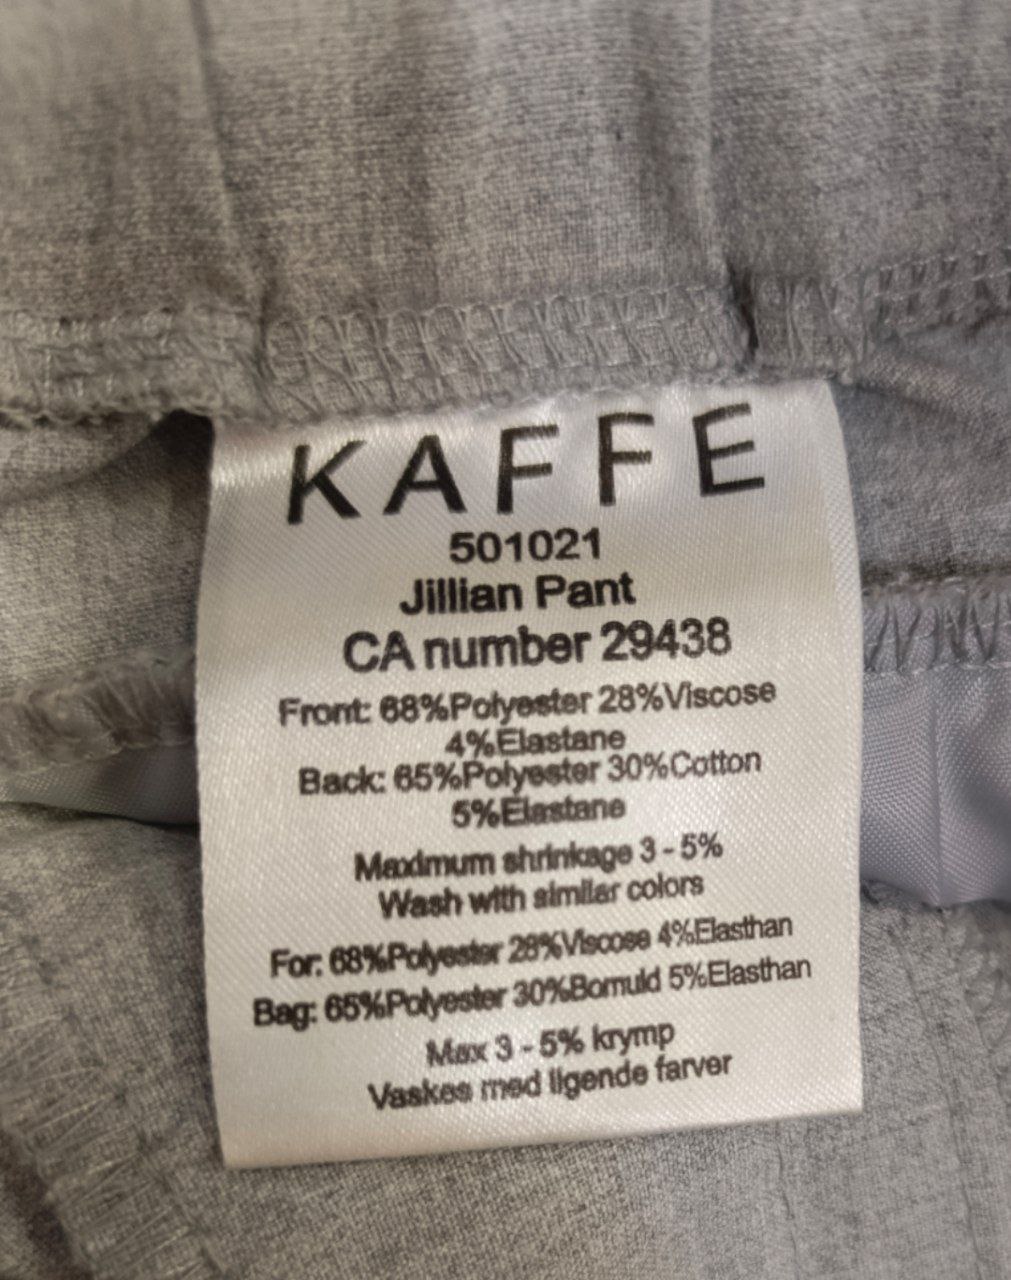 KAFFE
501021
Jillian Pant
CA number 29438
Front: 68%Polyester 28%Viscose
4%Elastane
Back: 65%Polyester 30%Cotton
5%Elastane
Maximum shrinkage 3 - 5%
Wash with similar colors
For: 68%Polyester 28%Viscose 4%Elasthan
Bag: 65%Polyester 30%Bomuld 5%Elasthan
Max 3 - 5% krymp
Vaskes med ligende farver